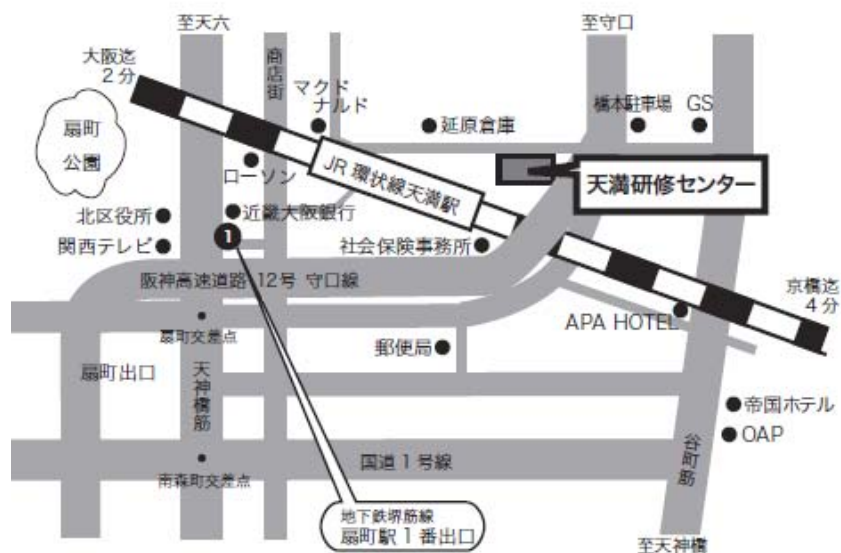 至天六
至守口
大阪迄
2分
商店街
マクド
ナルド
橋本駐車場
GS
延原倉庫
扇町
公園
ローソン
JR 環状線天満駅
天満研修センター
北区役所
近畿大阪銀行
関西テレビ
1
社会保険事務所
阪神高速道路 12号 守口線
京橋迄
4分
APA HOTEL
扇町交差点
郵便局
扇町出口
天神橋筋
帝国ホテル
OAP
谷町筋
国道1号線
南森町交差点
地下鉄堺筋線
扇町駅1番出口
至天神橋